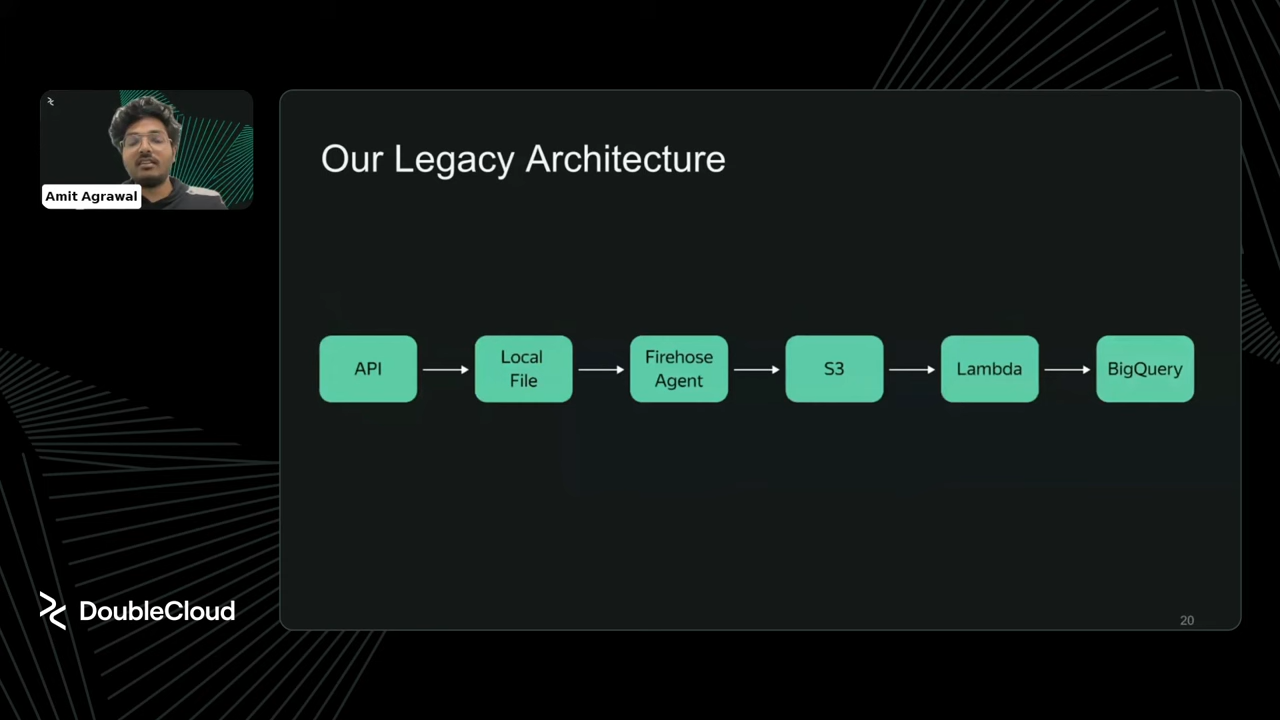 Amit Agrawal
Our Legacy Architecture
API
Local
File
Firehose
Agent
S3
Lambda
BigQuery
DoubleCloud
20